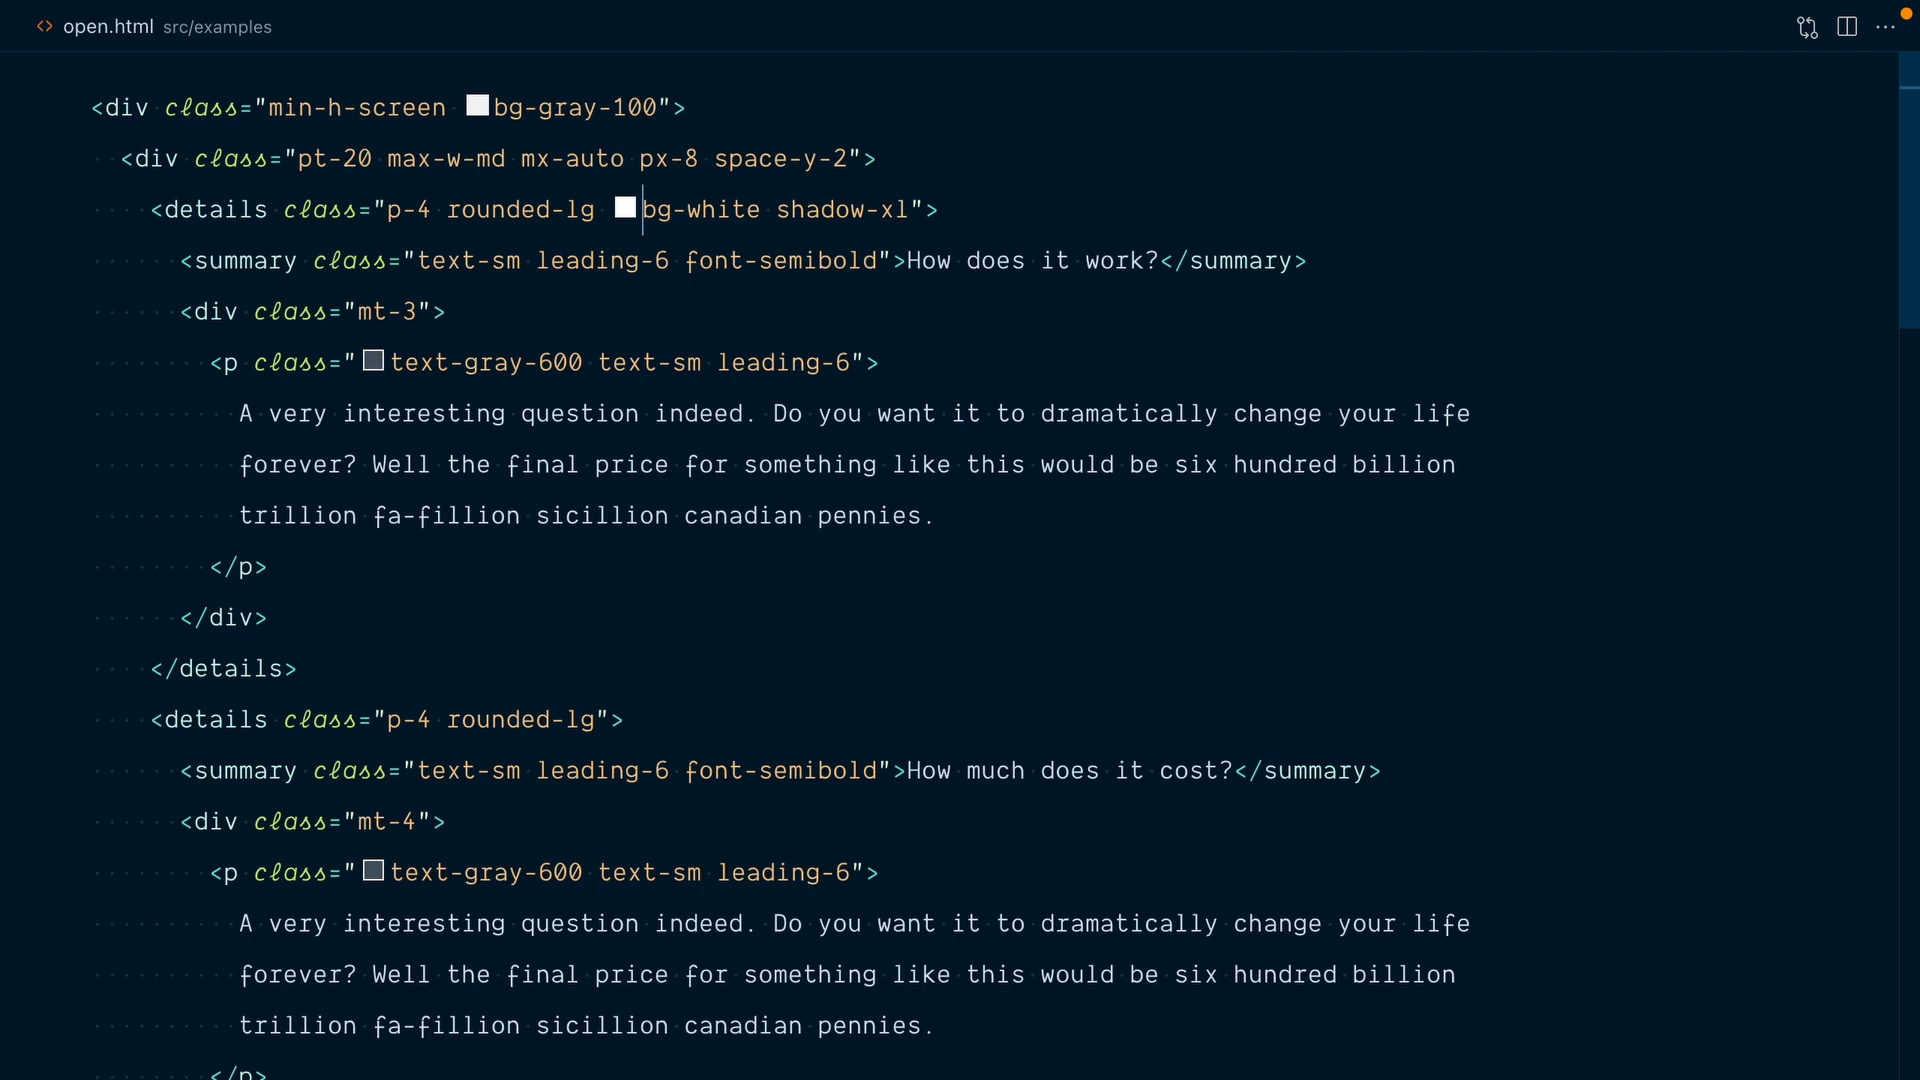 open.html src/examples
<div class="min-h-screen bg-gray-100">
<div class="pt-20 max-w-md mx-auto px-8 space-y-2">
<details class="p-4 rounded-lg bg-white shadow-xl">
<summary class="text-sm leading-6 font-semibold">How does it work?</summary>
<div class="mt-3">
<p class="text-gray-600 text-sm leading-6">
A very interesting question indeed. Do you want it to dramatically change your life
forever? Well the final price for something like this would be six hundred billion
trillion fa-fillion sicillion canadian pennies.
</p>
</div>
</details>
<details class="p-4 rounded-lg">
<summary class="text-sm leading-6 font-semibold">How much does it cost?</summary>
<div class="mt-4">
<p class="text-gray-600 text-sm leading-6">
A very interesting question indeed. Do you want it to dramatically change your life
forever? Well the final price for something like this would be six hundred billion
trillion fa-fillion sicillion canadian pennies.
</p>